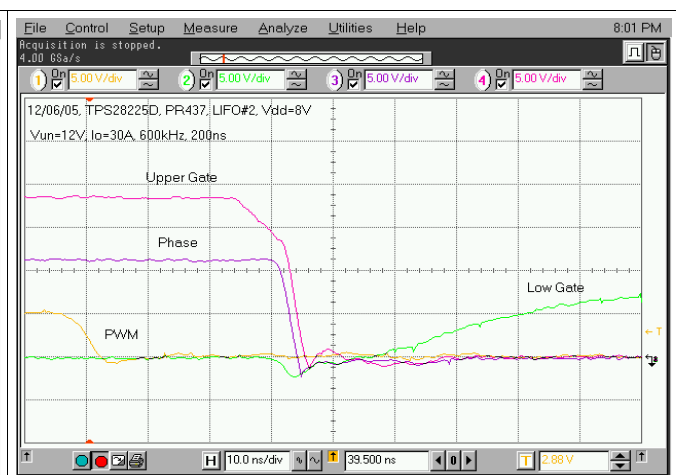 File Control Setup Measure Analyze Utilities Help 8:01 PM
Acquisition is stopped.
4.00 GSa/s
1) On 5.00 V/div 2) On 5.00 V/div 3) On 5.00 V/div 4) On 5.00 V/div
12/06/05, TPS28225D, PR437, LIFO#2, Vdd=8V
Vun=12V, Io=30A, 600kHz, 200ns
Upper Gate
Phase
Low Gate
PWM
T
H 10.0 ns/div 39.500 ns 0 T 2.88 V